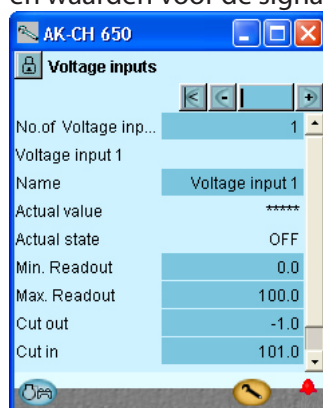 en waarden voor de signa
AK-CH 650
Voltage inputs
No.of Voltage inp... 1
Voltage input 1
Name Voltage input 1
Actual value *****
Actual state OFF
Min. Readout 0.0
Max. Readout 100.0
Cut out -1.0
Cut in 101.0